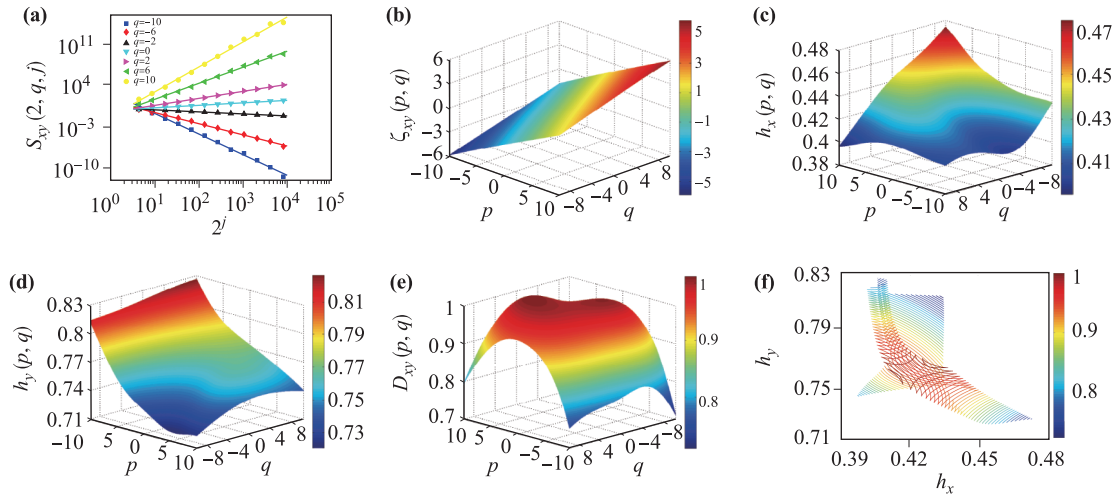 (a)
q=−10
q=−6
q=−2
q=0
q=2
q=6
q=10
10^11
10^4
10^−3
10^−10
S_xy (2, q, j)
10^0 10^1 10^2 10^3 10^4 10^5
2^j
(b)
6
3
0
−3
−6
ζ_xy (p, q)
−10 −5 0 5 10
p
−8 −4 0 4 8
q
5
3
1
−1
−3
−5
(c)
0.48
0.46
0.44
0.42
0.4
0.38
h_x (p, q)
10 5 0 −5 −10
p
8 4 0 −4 −8
q
0.47
0.45
0.43
0.41
(d)
0.83
0.8
0.77
0.74
0.71
h_y (p, q)
−10 −5 0 5 10
p
−8 −4 0 4 8
q
0.81
0.79
0.77
0.75
0.73
(e)
1
0.9
0.8
0.7
D_xy (p, q)
10 5 0 −5 −10
p
8 4 0 −4 −8
q
1
0.9
0.8
(f)
0.83
0.79
0.75
0.71
h_y
0.39 0.42 0.45 0.48
h_x
1
0.9
0.8